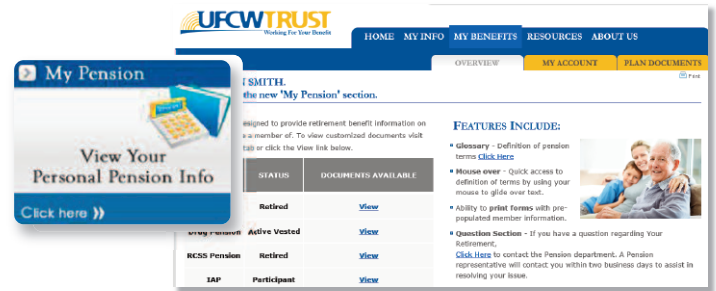 UFCWTRUST
Working For Your Benefit
HOME MY INFO MY BENEFITS RESOURCES ABOUT US
OVERVIEW MY ACCOUNT PLAN DOCUMENTS
Print
My Pension
View Your
Personal Pension Info
Click here
SMITH.
the new 'My Pension' section.
designed to provide retirement benefit information on
a member of. To view customized documents visit
or click the View link below.
STATUS DOCUMENTS AVAILABLE
Retired View
Drug Pension Active Vested View
RCSS Pension Retired View
IAP Participant View
FEATURES INCLUDE:
Glossary - Definition of pension
terms Click Here
Mouse over - Quick access to
definition of terms by using your
mouse to glide over text.
Ability to print forms with pre-
populated member information.
Question Section - If you have a question regarding Your
Retirement,
Click Here to contact the Pension department. A Pension
representative will contact you within two business days to assist in
resolving your issue.